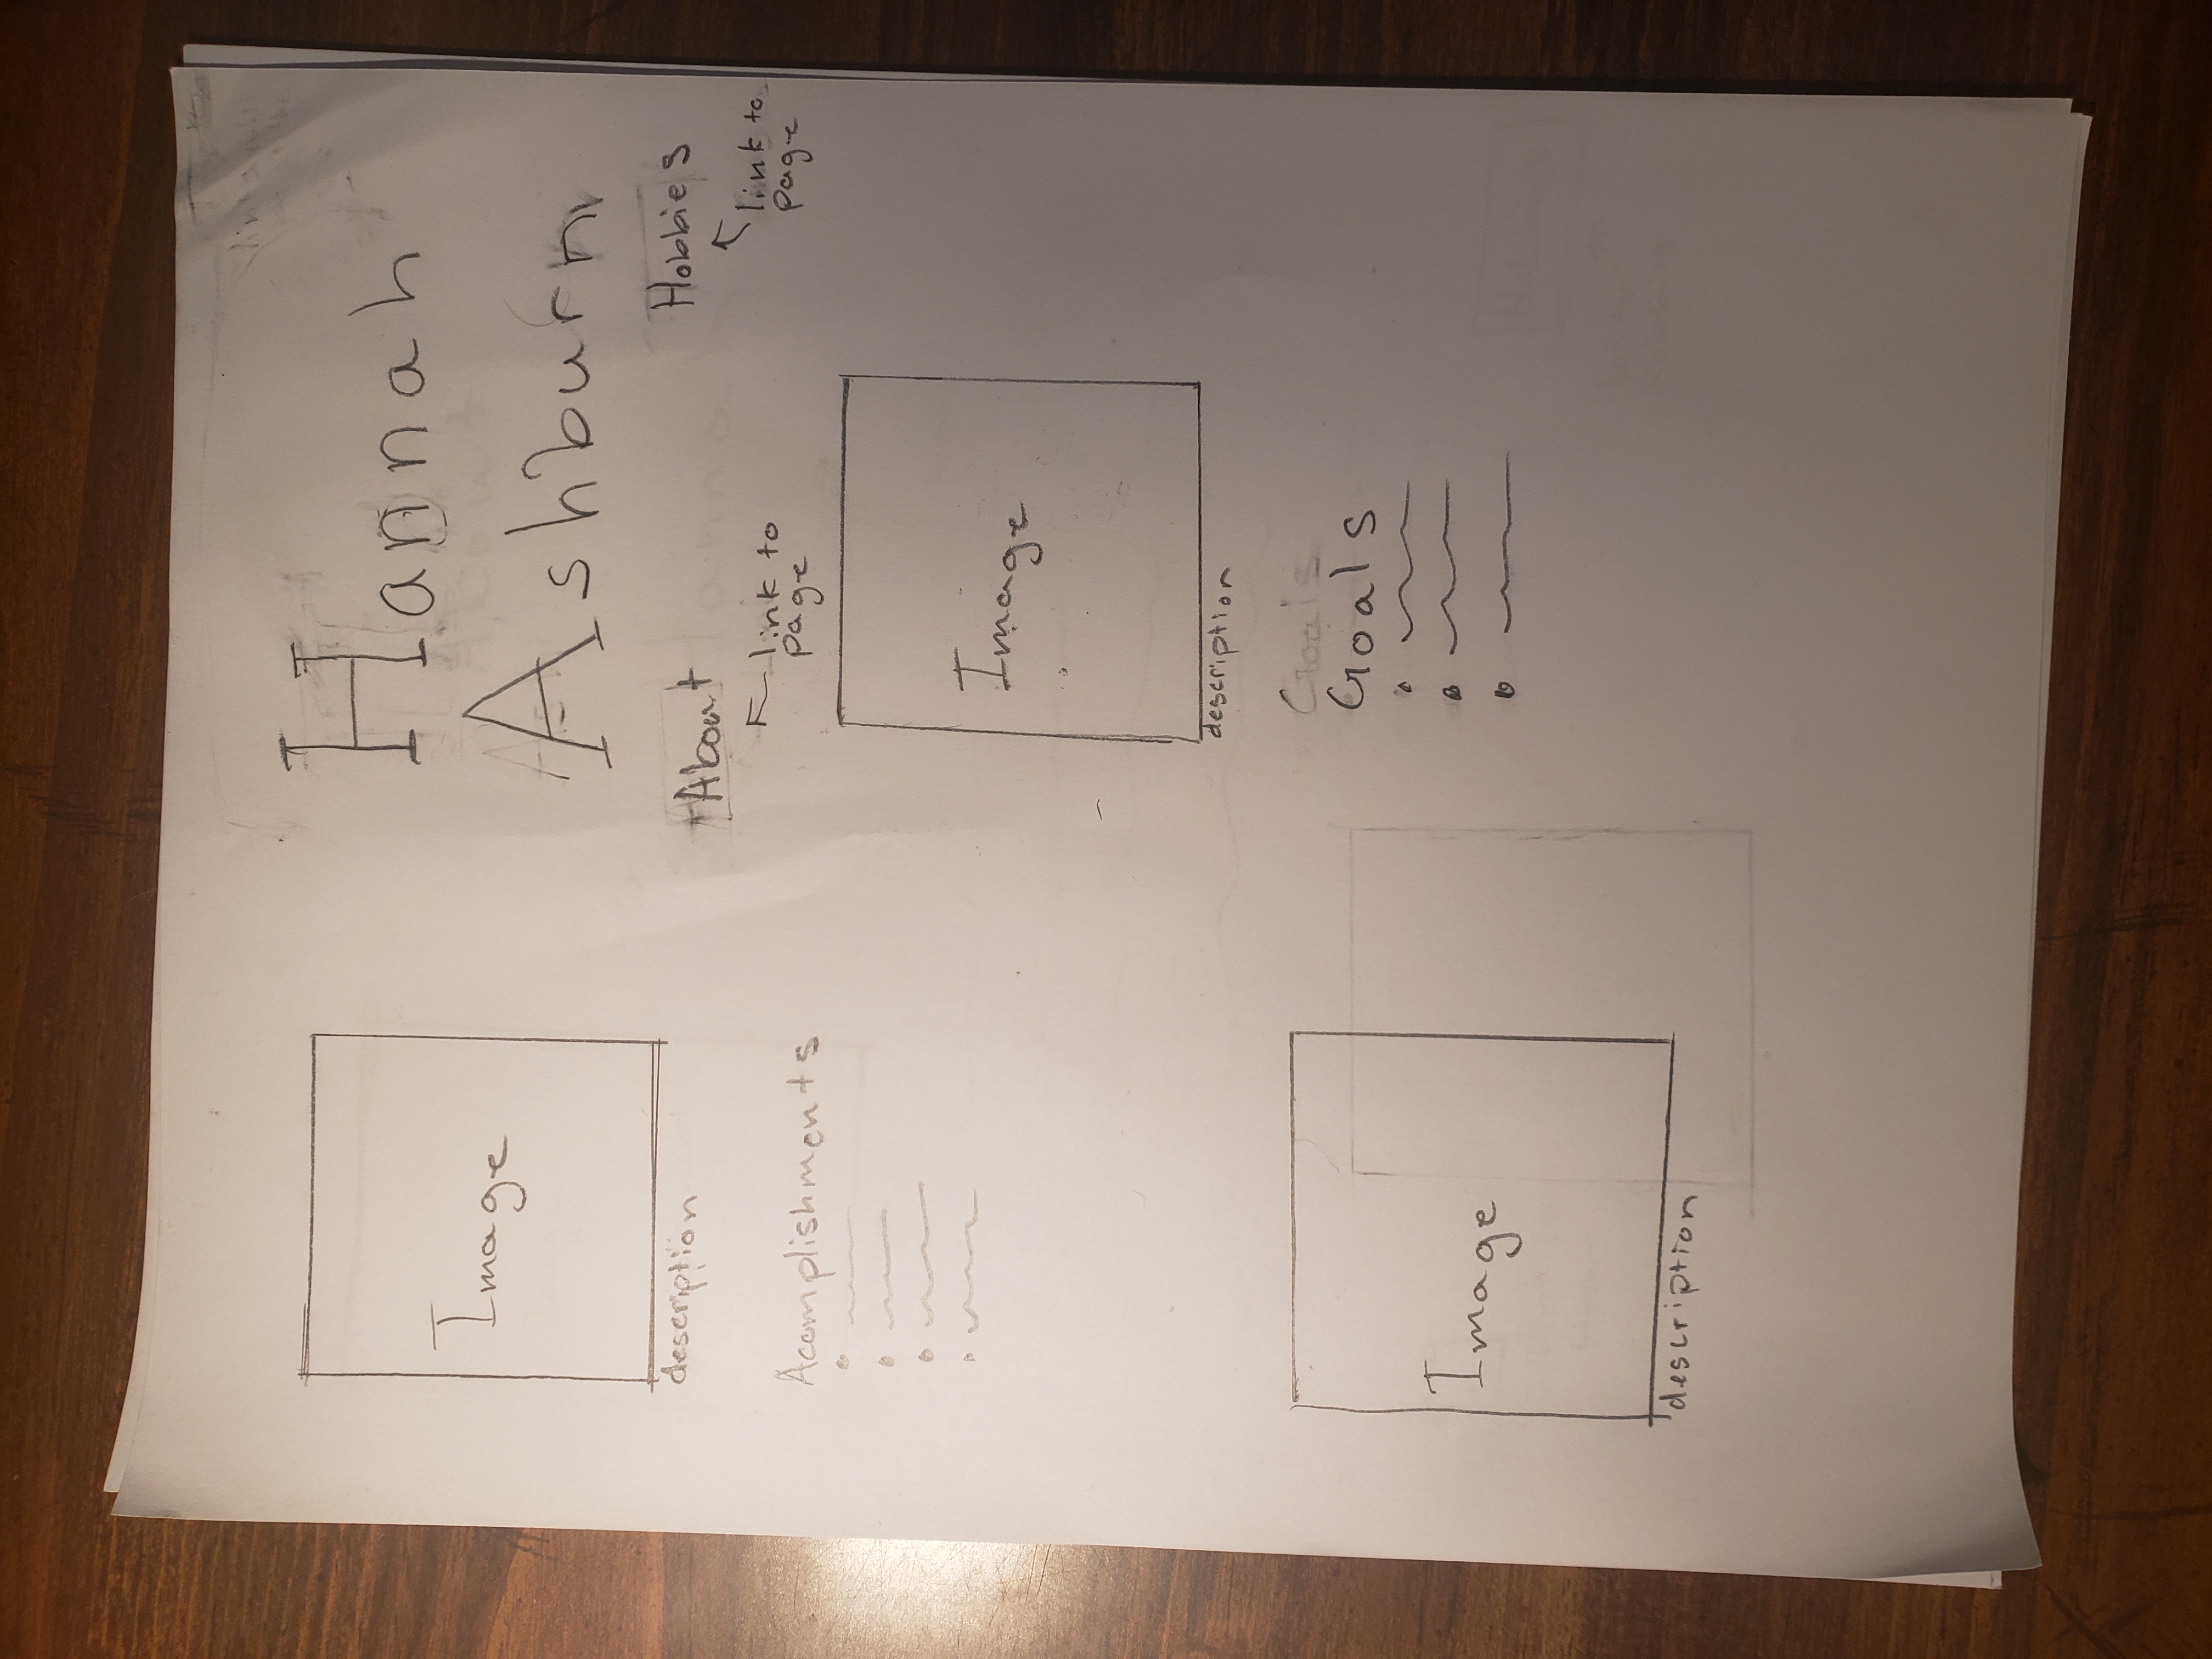 Hannah
Ashburn
Image
description
About
link to
page
Hobbies
link to
page
Acomplishments
Image
description
Goals
Goals
Image
description